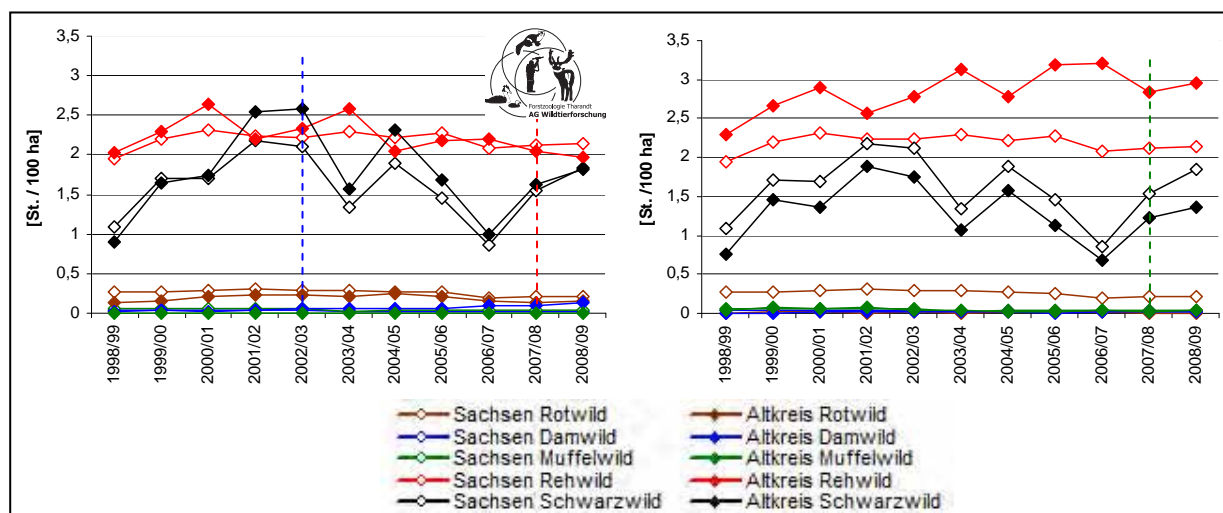 3,5
3
2,5
2
1,5
1
0,5
0
[St. / 100 ha]
1998/99
1999/00
2000/01
2001/02
2002/03
2003/04
2004/05
2005/06
2006/07
2007/08
2008/09
Forstzoologie Tharandt
AG Wildtierforschung
3,5
3
2,5
2
1,5
1
0,5
0
[St. /100 ha]
1998/99
1999/00
2000/01
2001/02
2002/03
2003/04
2004/05
2005/06
2006/07
2007/08
2008/09
Sachsen Rotwild
Sachsen Damwild
Sachsen Muffelwild
Sachsen Rehwild
Sachsen Schwarzwild
Altkreis Rotwild
Altkreis Damwild
Altkreis Muffelwild
Altkreis Rehwild
Altkreis Schwarzwild